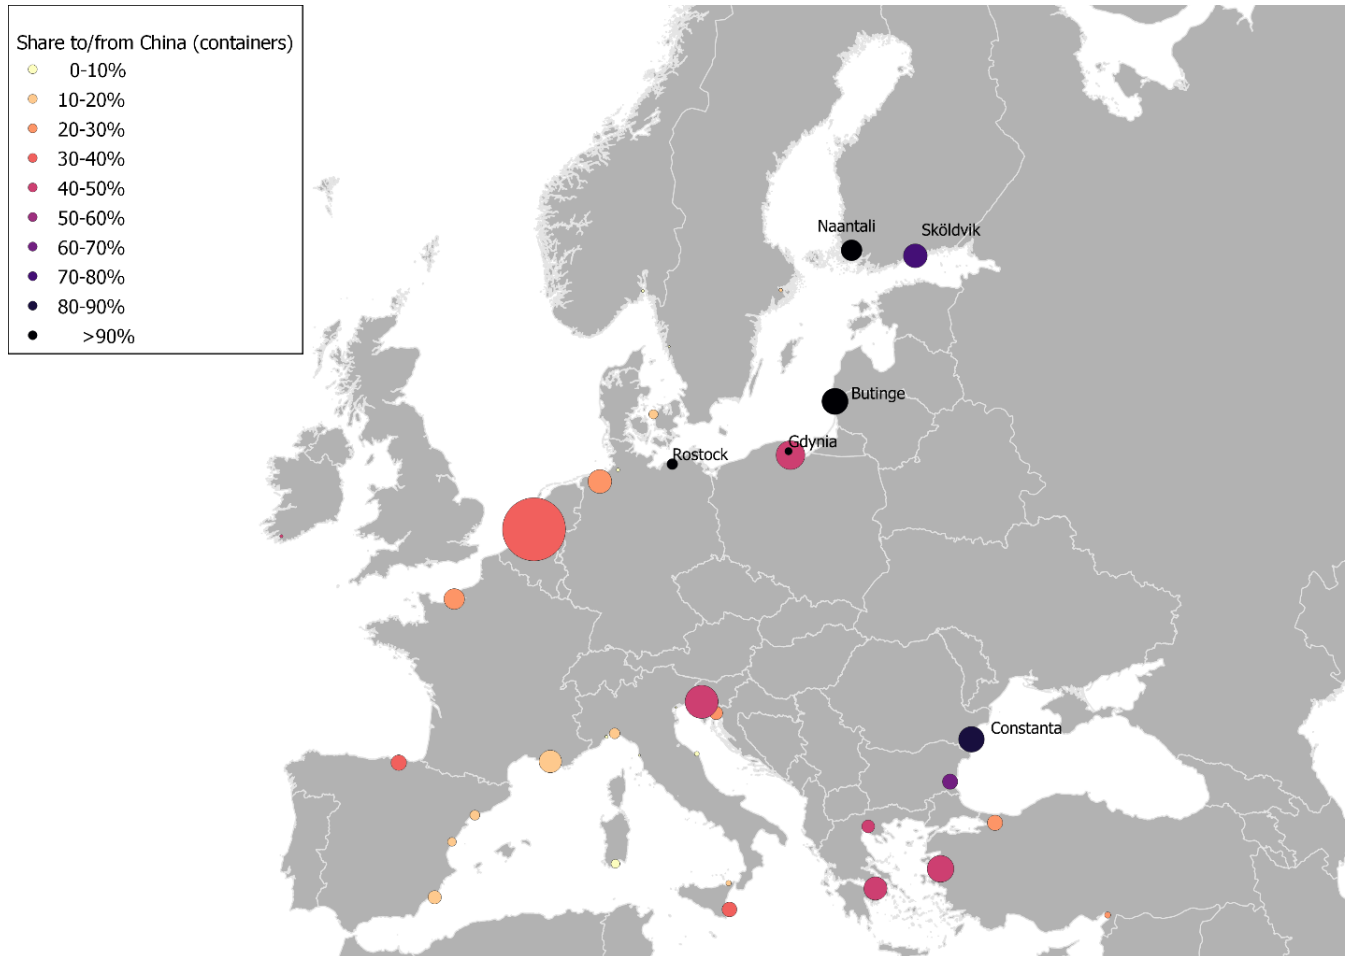 Share to/from China (containers)
0-10%
10-20%
20-30%
30-40%
40-50%
50-60%
60-70%
70-80%
80-90%
>90%
Naantali
Sköldvik
Butinge
Gdynia
Rostock
Constanta